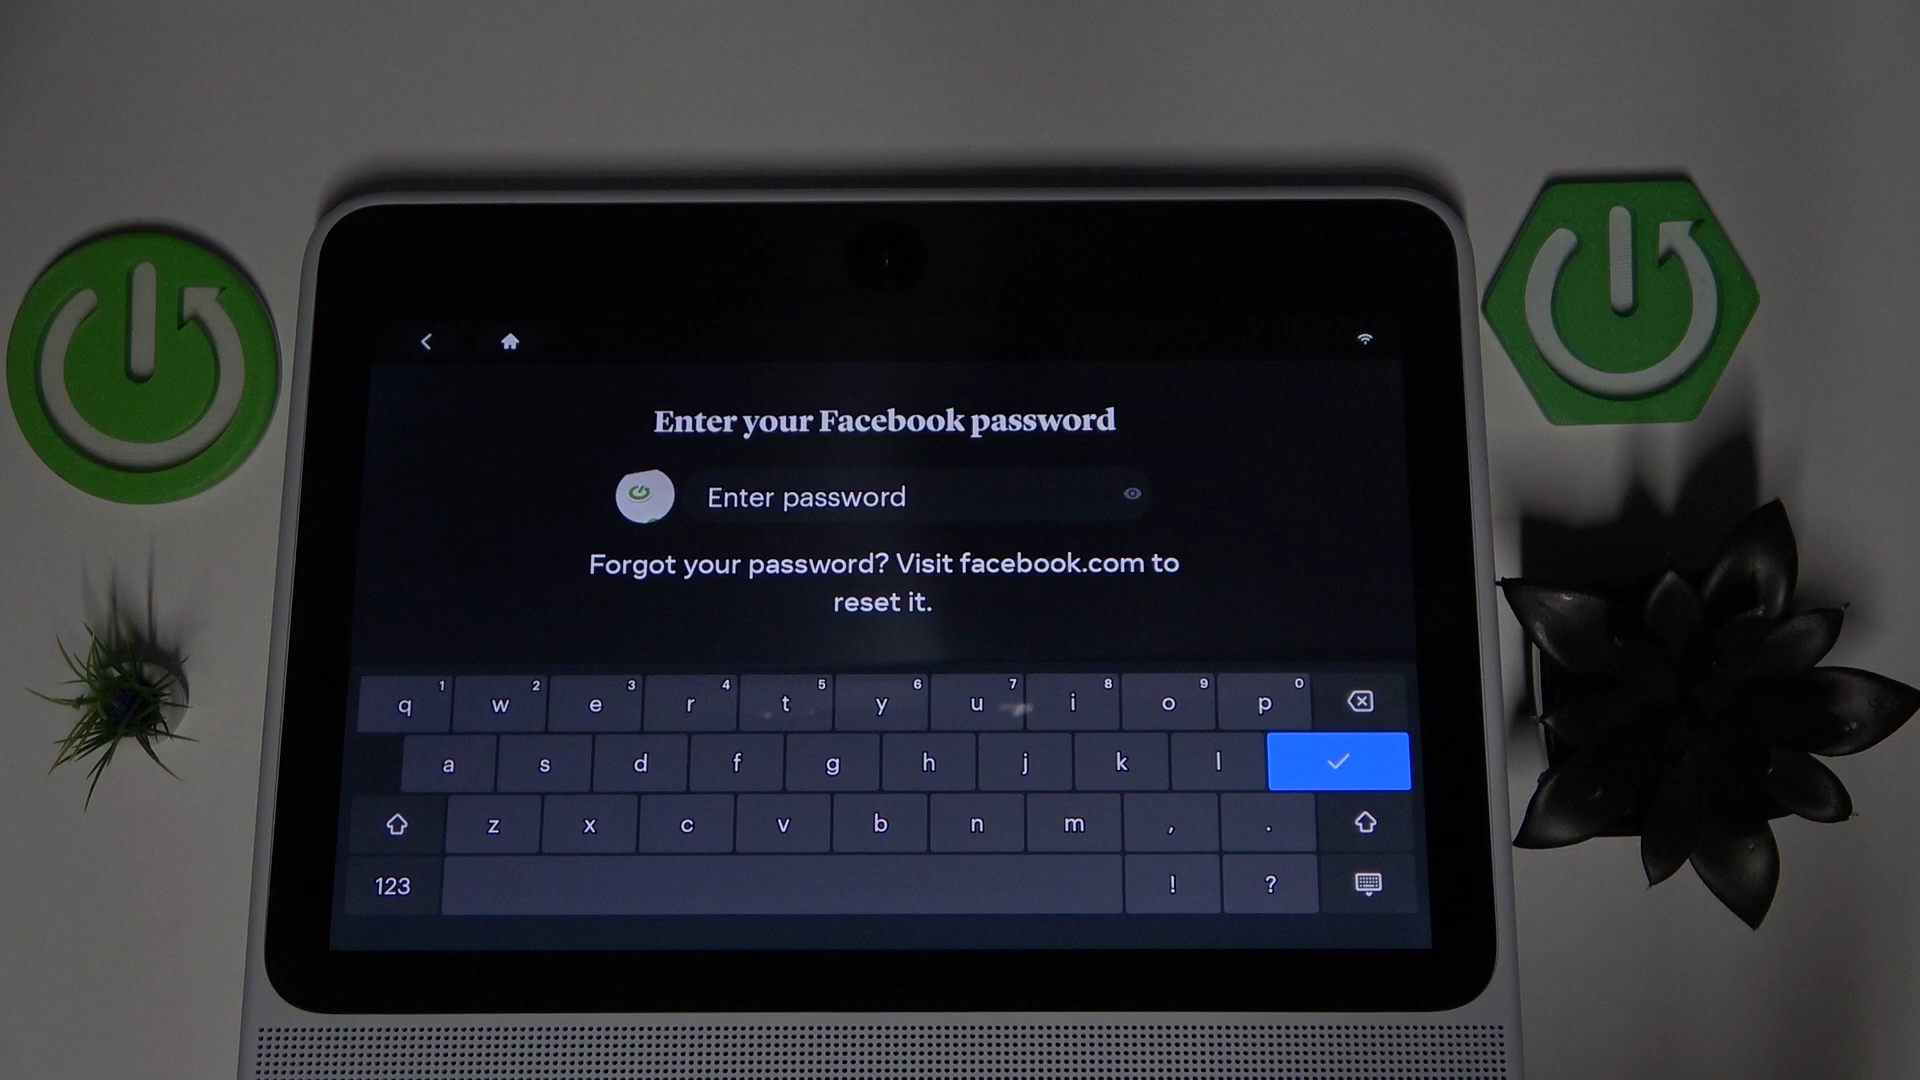 Enter your Facebook password
Enter password
Forgot your password? Visit facebook.com to
reset it.
q 1 w 2 e 3 r 4 t 5 y 6 u 7 i 8 o 9 p 0
a s d f g h j k l
z x c v b n m , .
123 ! ?